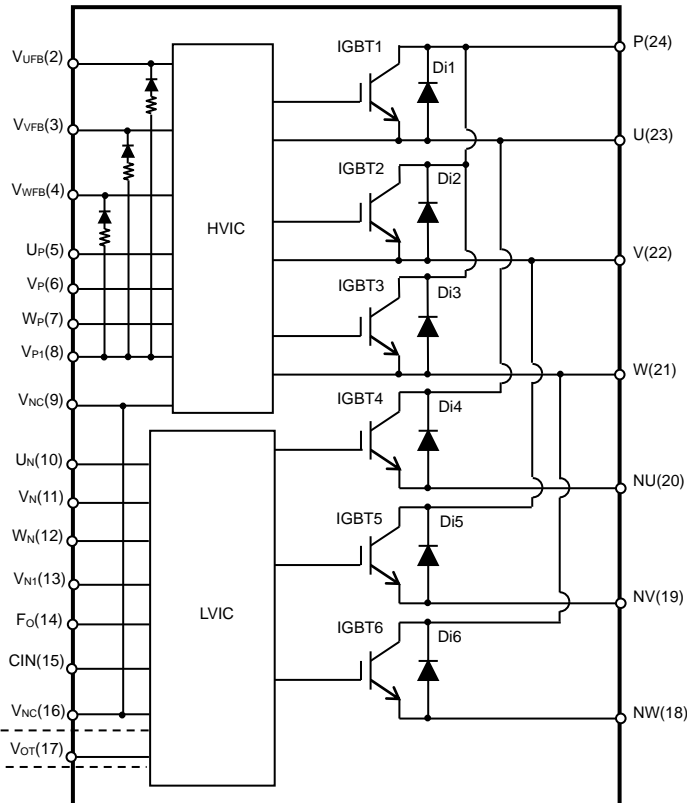 VUFB(2)
VVFB(3)
VWFB(4)
UP(5)
VP(6)
WP(7)
VP1(8)
VNC(9)
UN(10)
VN(11)
WN(12)
VN1(13)
FO(14)
CIN(15)
VNC(16)
VOT(17)
HVIC
LVIC
IGBT1
Di1
IGBT2
Di2
IGBT3
Di3
IGBT4
Di4
IGBT5
Di5
IGBT6
Di6
P(24)
U(23)
V(22)
W(21)
NU(20)
NV(19)
NW(18)